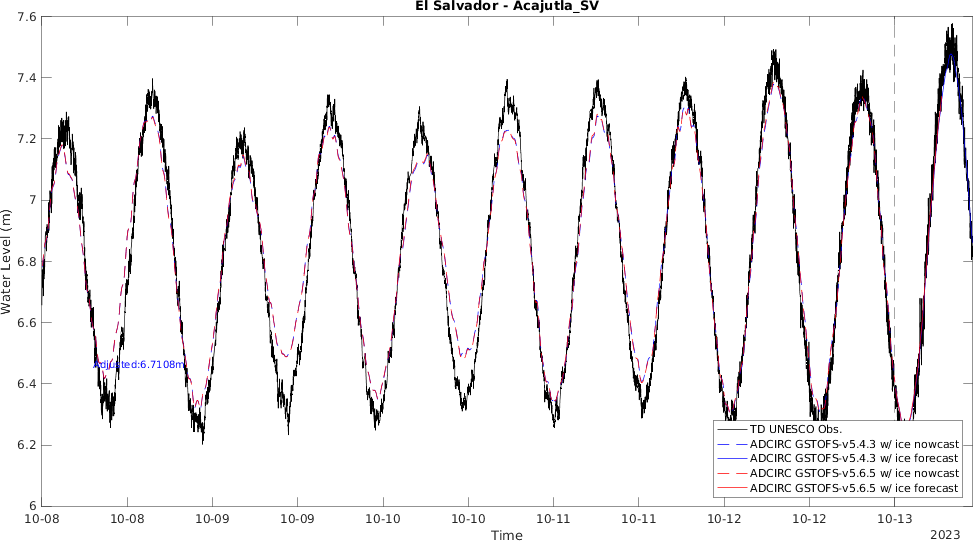 El Salvador - Acajutla_SV
7.6
7.4
7.2
7
6.8
6.6
6.4
6.2
6
Water Level (m)
Adjusted:6.7108m
TD UNESCO Obs.
ADCIRC GSTOFS-v5.4.3 w/ ice nowcast
ADCIRC GSTOFS-v5.4.3 w/ ice forecast
ADCIRC GSTOFS-v5.6.5 w/ ice nowcast
ADCIRC GSTOFS-v5.6.5 w/ ice forecast
10-08 10-08 10-09 10-09 10-10 10-10 10-11 10-11 10-12 10-12 10-13
Time
2023